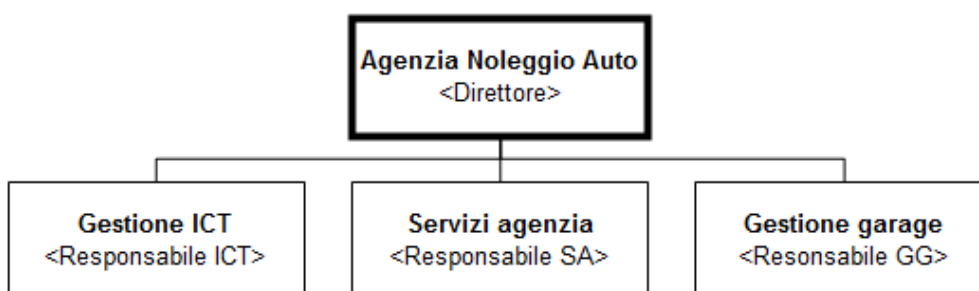 Agenzia Noleggio Auto
<Direttore>
Gestione ICT
<Responsabile ICT>
Servizi agenzia
<Responsabile SA>
Gestione garage
<Resonsabile GG>